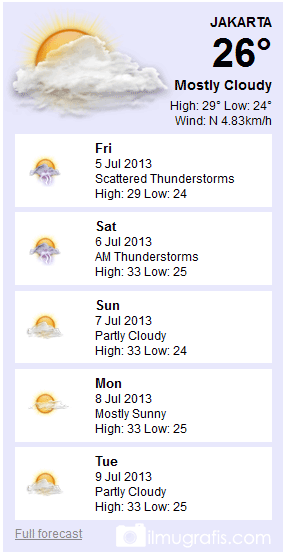 JAKARTA
26°
Mostly Cloudy
High: 29° Low: 24°
Wind: N 4.83km/h
Fri
5 Jul 2013
Scattered Thunderstorms
High: 29 Low: 24
Sat
6 Jul 2013
AM Thunderstorms
High: 33 Low: 25
Sun
7 Jul 2013
Partly Cloudy
High: 33 Low: 24
Mon
8 Jul 2013
Mostly Sunny
High: 33 Low: 25
Tue
9 Jul 2013
Partly Cloudy
High: 33 Low: 25
Full forecast
ilmugrafis.com